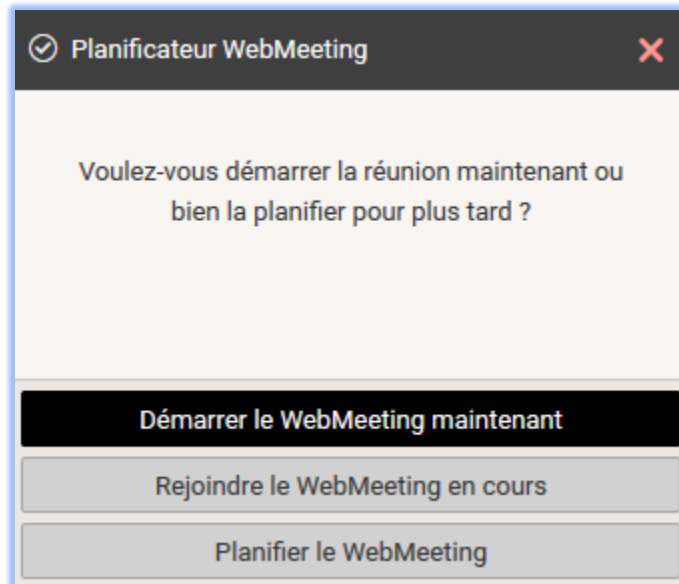 Planificateur WebMeeting
Voulez-vous démarrer la réunion maintenant ou
bien la planifier pour plus tard ?
Démarrer le WebMeeting maintenant
Rejoindre le WebMeeting en cours
Planifier le WebMeeting